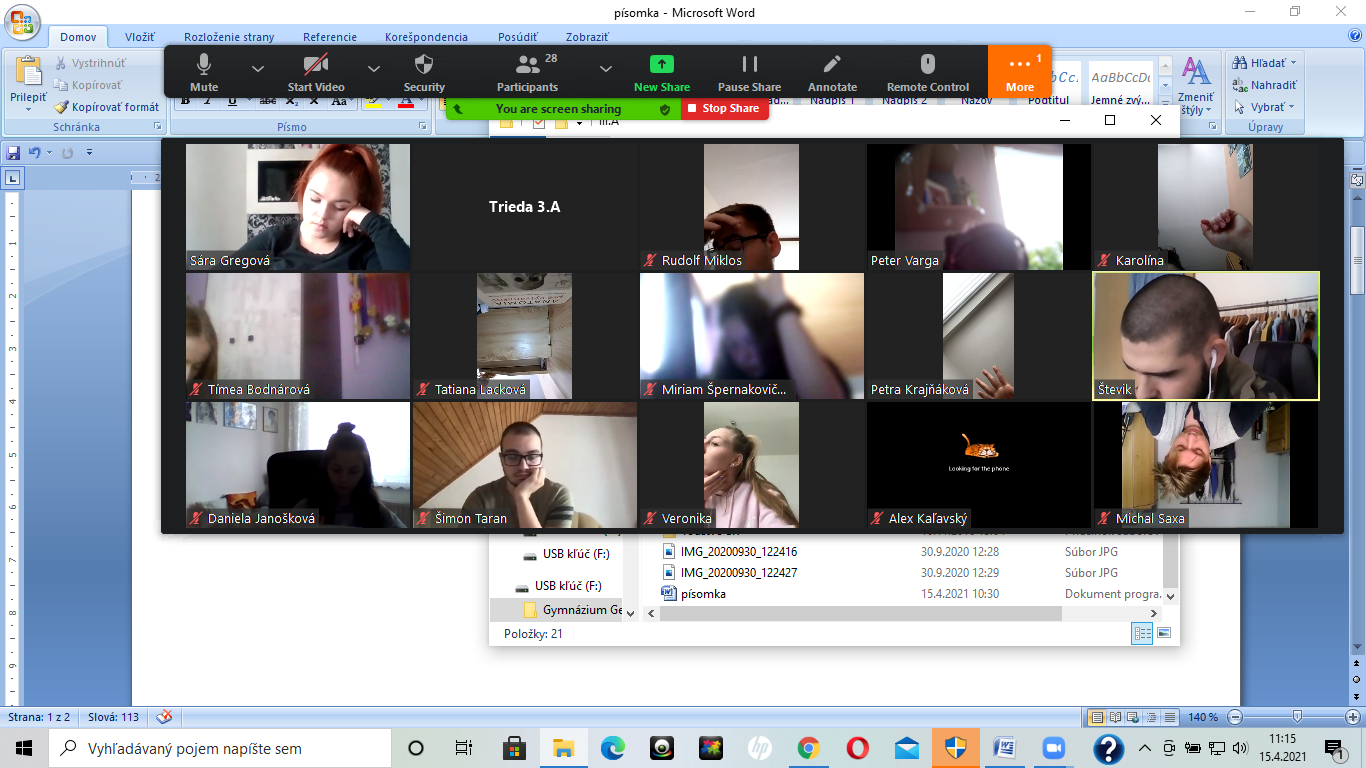 písomka - Microsoft Word
Domov Vložiť Rozloženie strany Referencie Korešpondencia Posúdiť Zobraziť
Prilepiť
Vystrihnúť
Kopírovať
Kopírovať formát
Schránka
Písmo
Nadpis 1 Nadpis 2 Názov Podtitul Jemné zvý...
AaBbCcDc
Zmeniť štýly
Hľadať
Nahradiť
Vybrať
Úpravy
Mute
Start Video
Security
28
Participants
New Share
Pause Share
Annotate
Remote Control
1
More
You are screen sharing
Stop Share
III.A
Sára Gregová
Trieda 3.A
Rudolf Miklos
Peter Varga
Karolína
Tímea Bodnárová
Tatiana Lacková
ANATOMIA
Miriam Špernakovič...
Petra Krajňáková
Števik
Daniela Janošková
Šimon Taran
Veronika
Looking for the phone
Alex Kaľavský
Michal Saxa
USB kľúč (F:)
USB kľúč (F:)
Gymnázium Ge
IMG_20200930_122416 30.9.2020 12:28 Súbor JPG
IMG_20200930_122427 30.9.2020 12:29 Súbor JPG
písomka 15.4.2021 10:30 Dokument progra.
Položky: 21
Strana: 1 z 2 Slová: 113
140 %
Vyhľadávaný pojem napíšte sem
hp
11:15
15.4.2021
1